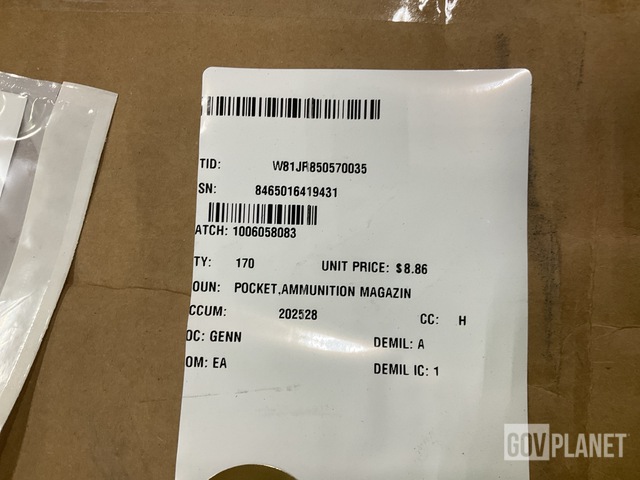 TID: W81JR850570035
SN: 8465016419431
ATCH: 1006058083
TY: 170 UNIT PRICE: $8.86
OUN: POCKET,AMMUNITION MAGAZIN
CCUM: 202528 CC: H
OC: GENN DEMIL: A
OM: EA DEMIL IC: 1
GOVPLANET